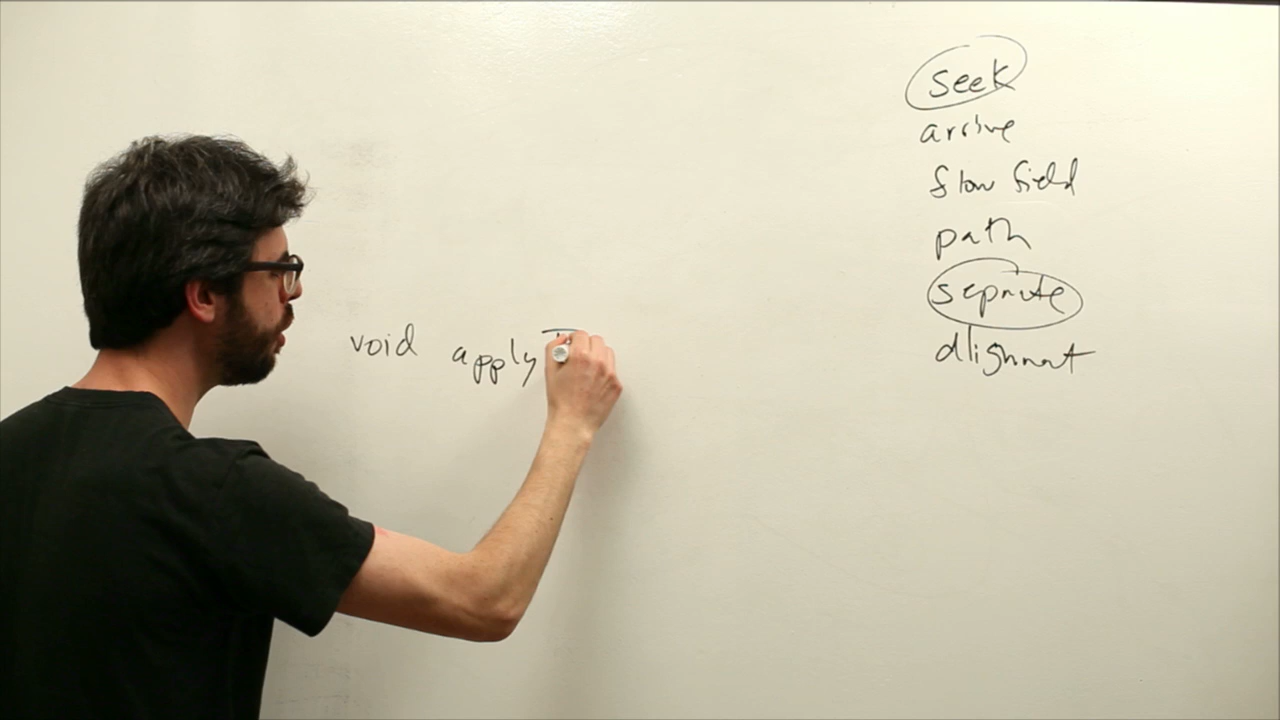 seek
arrive
flow field
path
separate
alignment
void apply